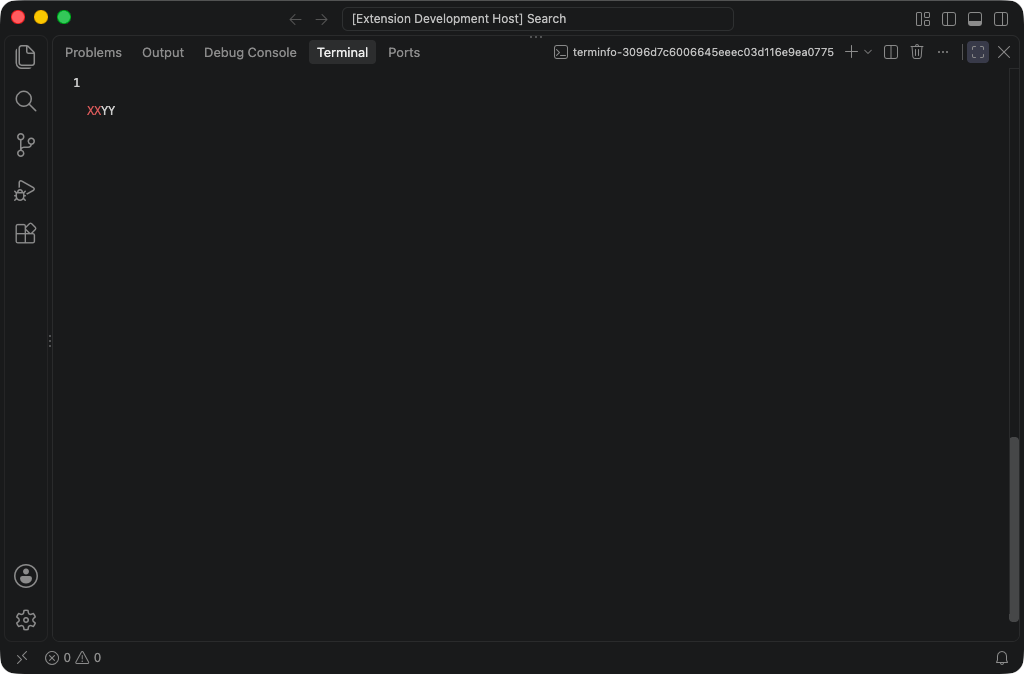 [Extension Development Host] Search
Problems Output Debug Console Terminal Ports terminfo-3096d7c6006645eeec03d116e9ea0775
1
XXYY
0 0